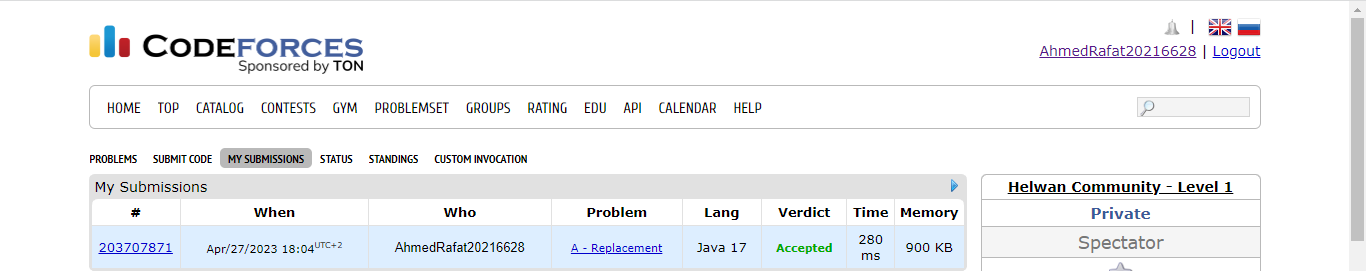 CODEFORCES
Sponsored by TON
|
AhmedRafat20216628 | Logout
HOME TOP CATALOG CONTESTS GYM PROBLEMSET GROUPS RATING EDU API CALENDAR HELP
PROBLEMS SUBMIT CODE MY SUBMISSIONS STATUS STANDINGS CUSTOM INVOCATION
My Submissions
# When Who Problem Lang Verdict Time Memory
203707871 Apr/27/2023 18:04UTC+2 AhmedRafat20216628 A - Replacement Java 17 Accepted 280 ms 900 KB
Helwan Community - Level 1
Private
Spectator